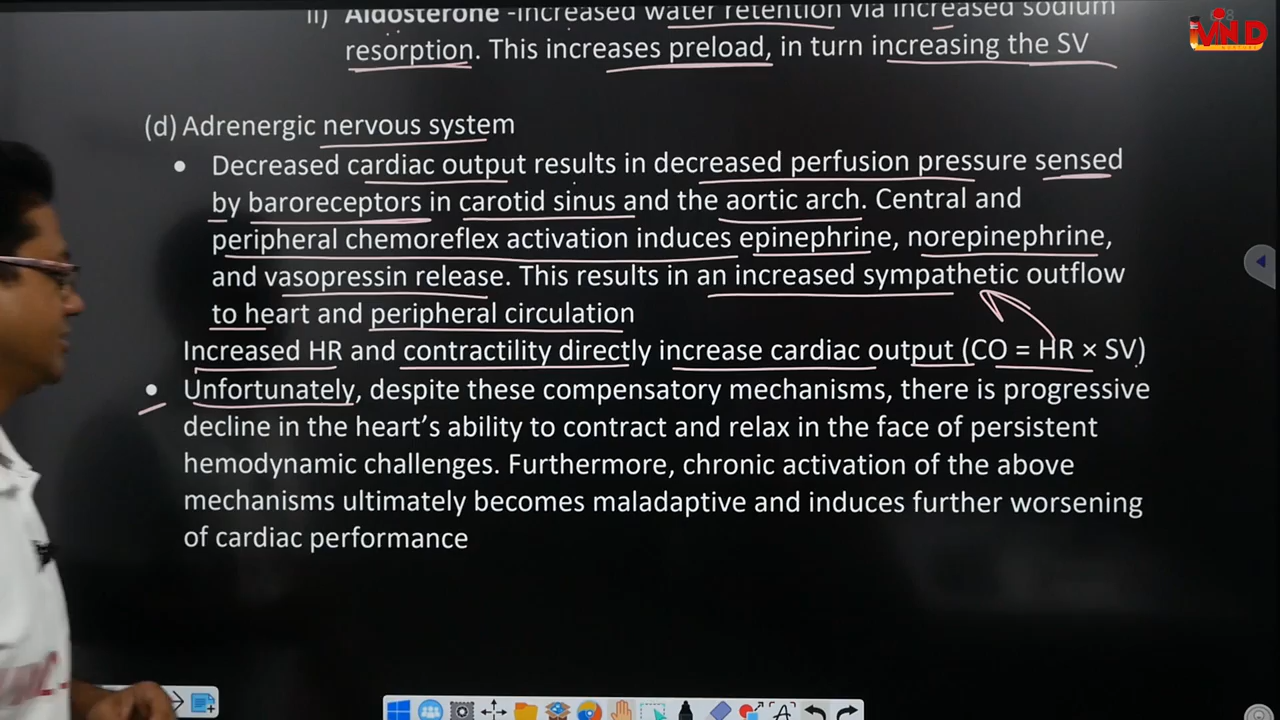 ii) Aldosterone -Increased water retention via increased sodium
resorption. This increases preload, in turn increasing the SV
(d) Adrenergic nervous system
• Decreased cardiac output results in decreased perfusion pressure sensed
by baroreceptors in carotid sinus and the aortic arch. Central and
peripheral chemoreflex activation induces epinephrine, norepinephrine,
and vasopressin release. This results in an increased sympathetic outflow
to heart and peripheral circulation
Increased HR and contractility directly increase cardiac output (CO = HR × SV)
• Unfortunately, despite these compensatory mechanisms, there is progressive
decline in the heart's ability to contract and relax in the face of persistent
hemodynamic challenges. Furthermore, chronic activation of the above
mechanisms ultimately becomes maladaptive and induces further worsening
of cardiac performance